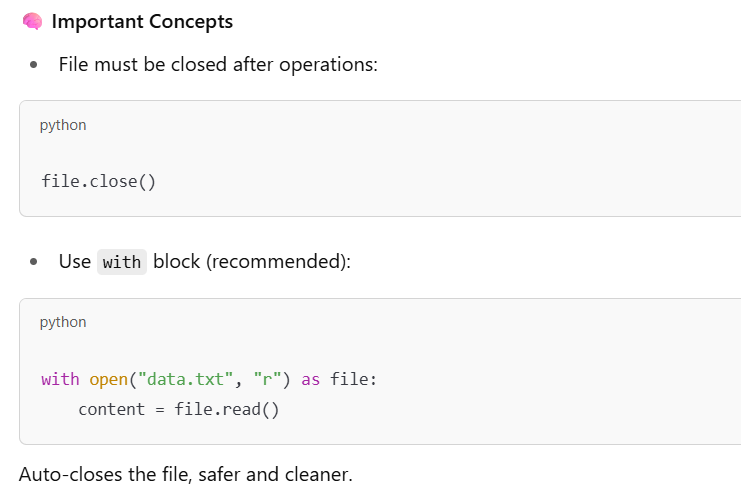 🧠 Important Concepts
• File must be closed after operations:
python
file.close()
• Use with block (recommended):
python
with open("data.txt", "r") as file:
    content = file.read()
Auto-closes the file, safer and cleaner.